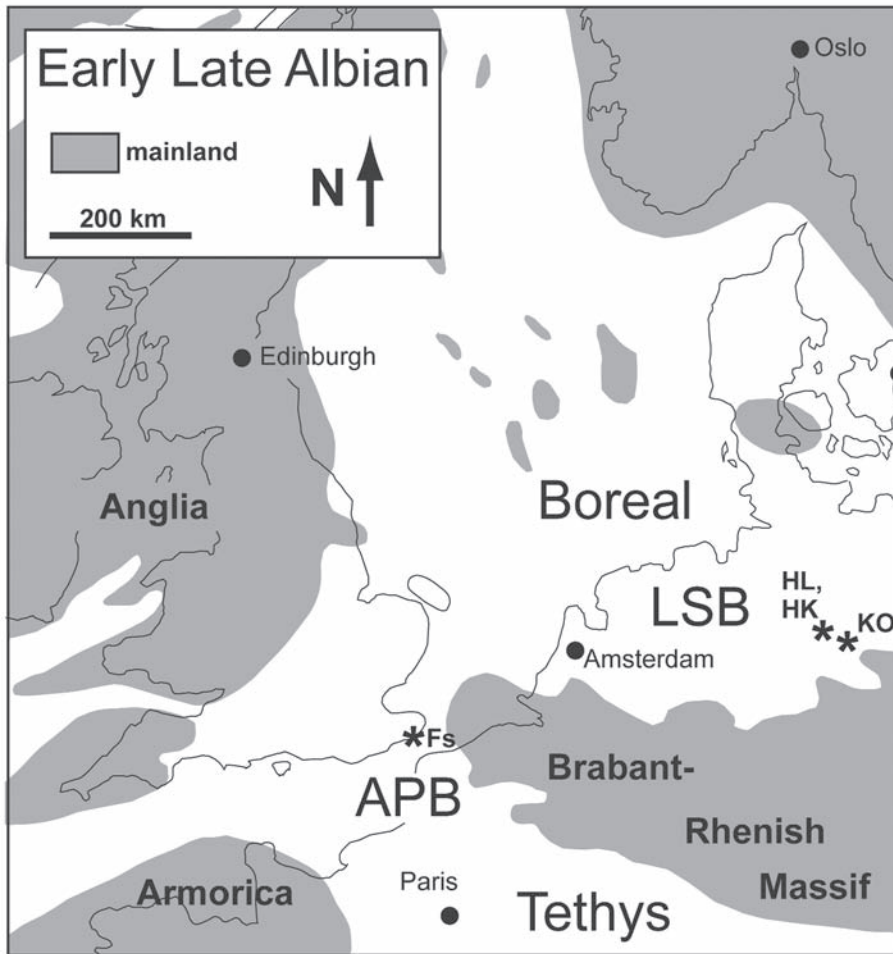 Early Late Albian
mainland
N
200 km
Oslo
Edinburgh
Anglia
Boreal
HL,
HK
KO
LSB
Amsterdam
Fs
APB
Brabant-
Rhenish
Massif
Armorica
Paris
Tethys